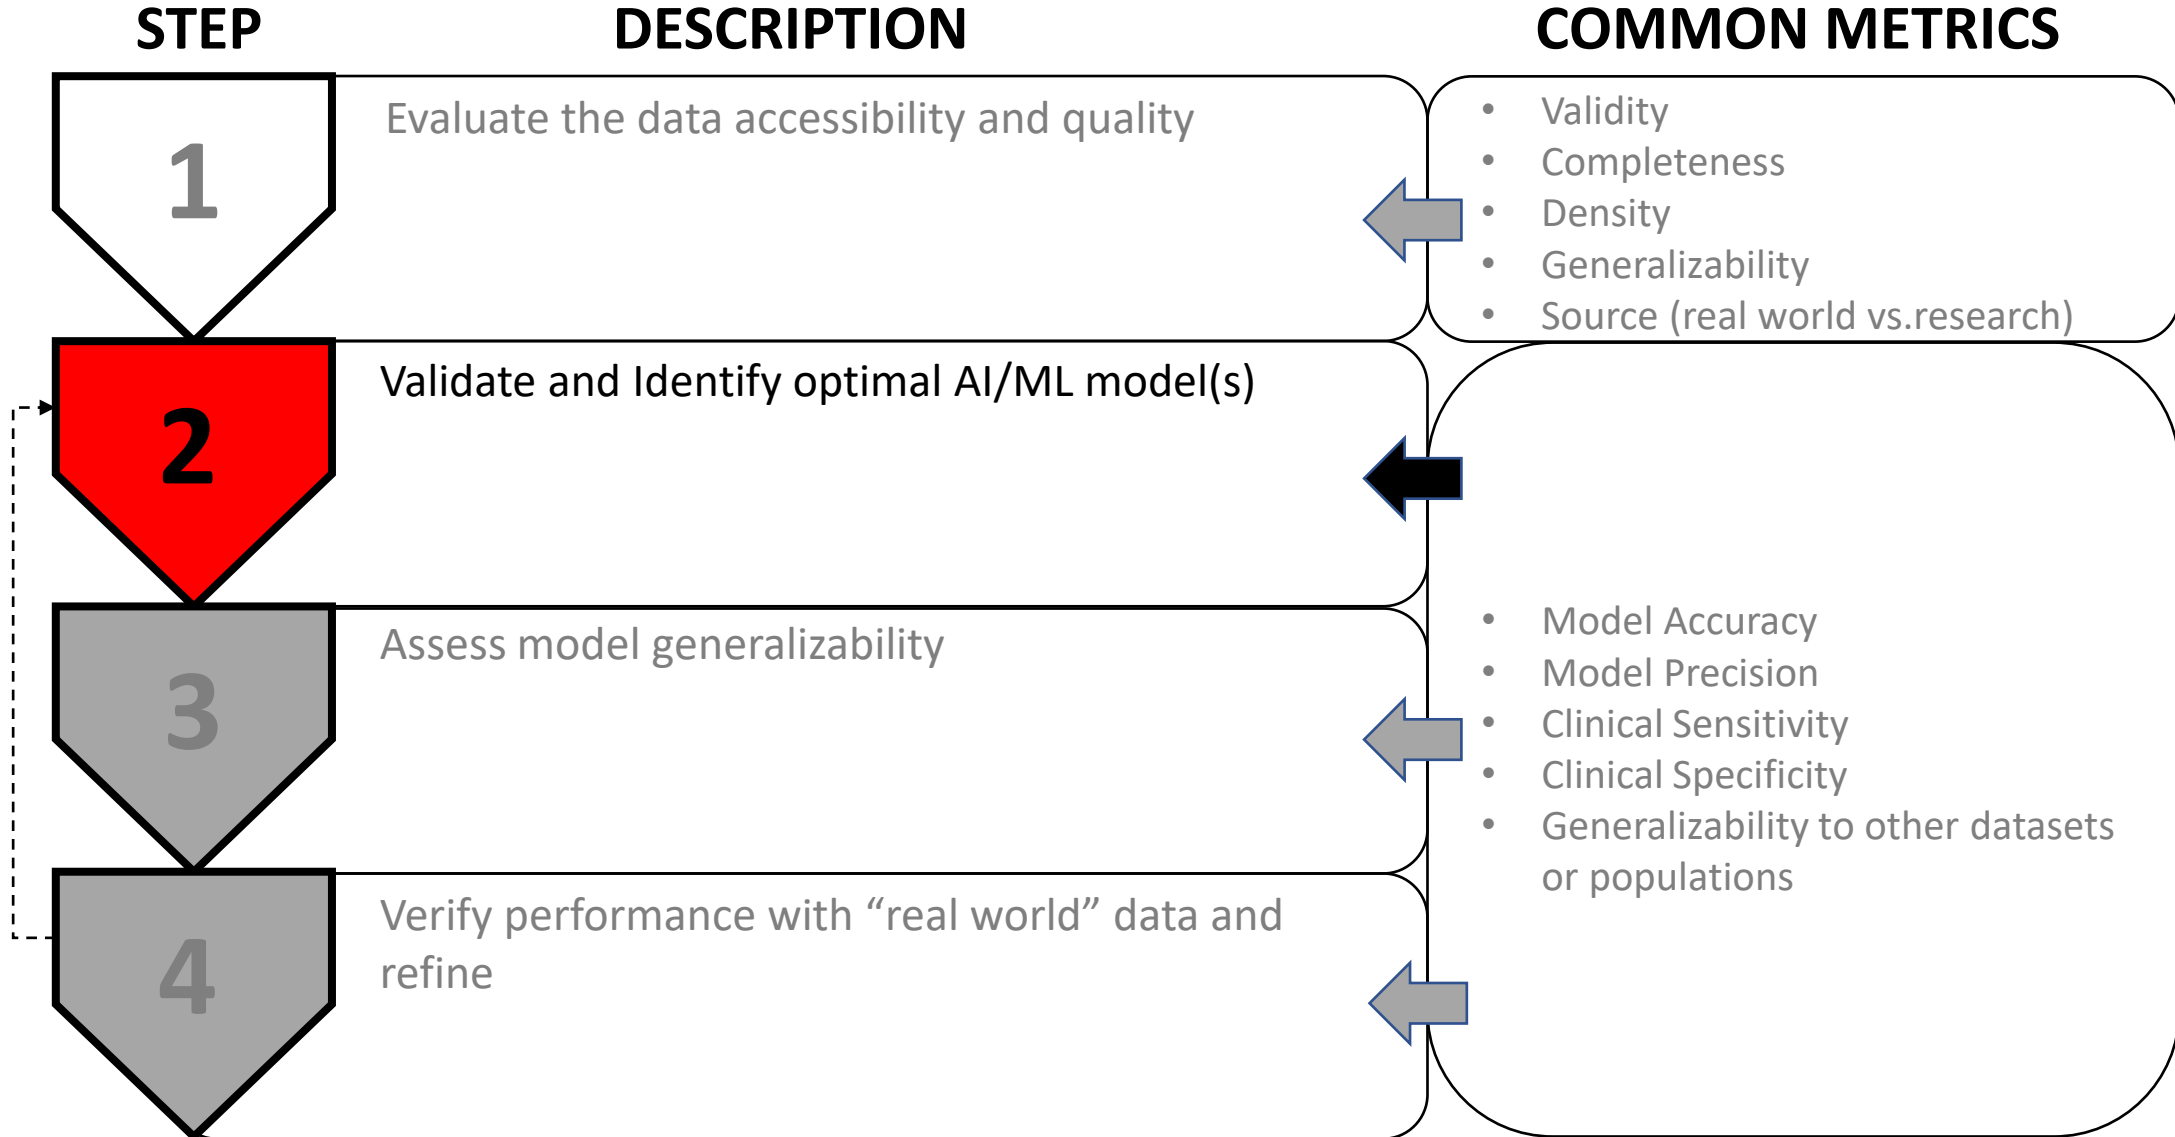 STEP
DESCRIPTION
COMMON METRICS
1
Evaluate the data accessibility and quality
• Validity
• Completeness
• Density
• Generalizability
• Source (real world vs.research)
2
Validate and Identify optimal AI/ML model(s)
3
Assess model generalizability
4
Verify performance with “real world” data and
refine
• Model Accuracy
• Model Precision
• Clinical Sensitivity
• Clinical Specificity
• Generalizability to other datasets
or populations